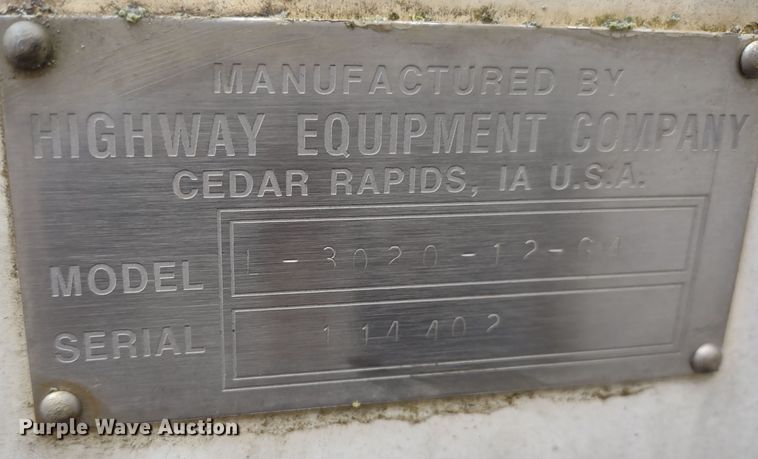 MANUFACTURED BY
HIGHWAY EQUIPMENT COMPANY
CEDAR RAPIDS, IA U.S.A.
MODEL
SERIAL 114402
Purple Wave Auction